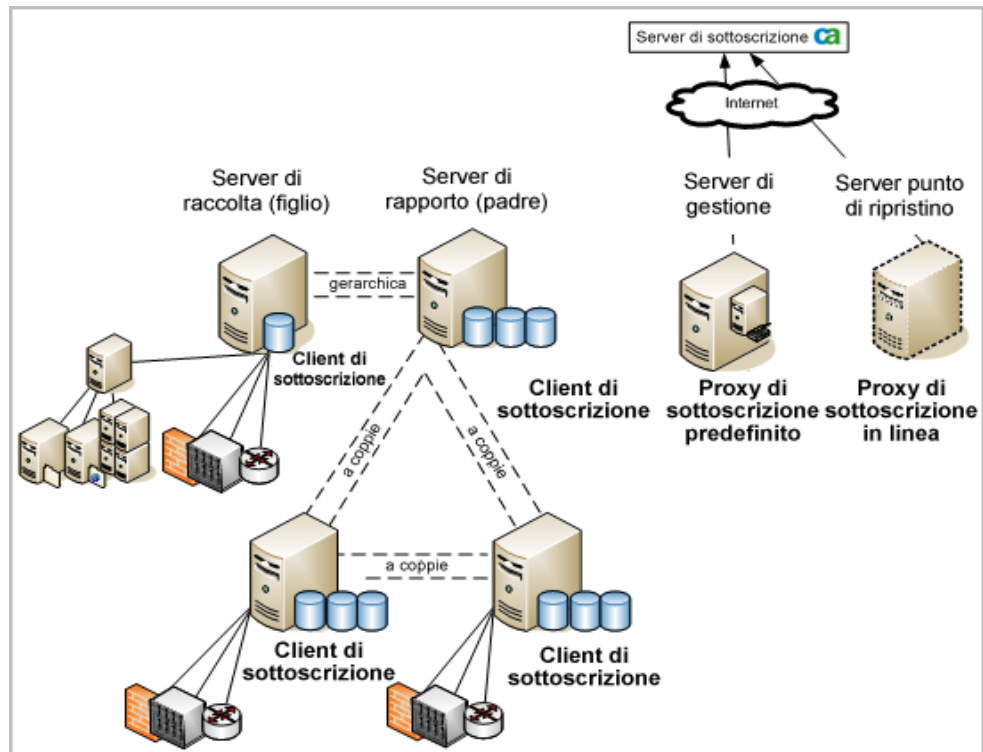 Server di sottoscrizione ca
Internet
Server di
raccolta (figlio)
Server di
rapporto (padre)
Server di
gestione
Server punto
di ripristino
gerarchica
Client di
sottoscrizione
Client di
sottoscrizione
Proxy di
sottoscrizione
predefinito
Proxy di
sottoscrizione
in linea
a coppie
a coppie
a coppie
Client di
sottoscrizione
Client di
sottoscrizione